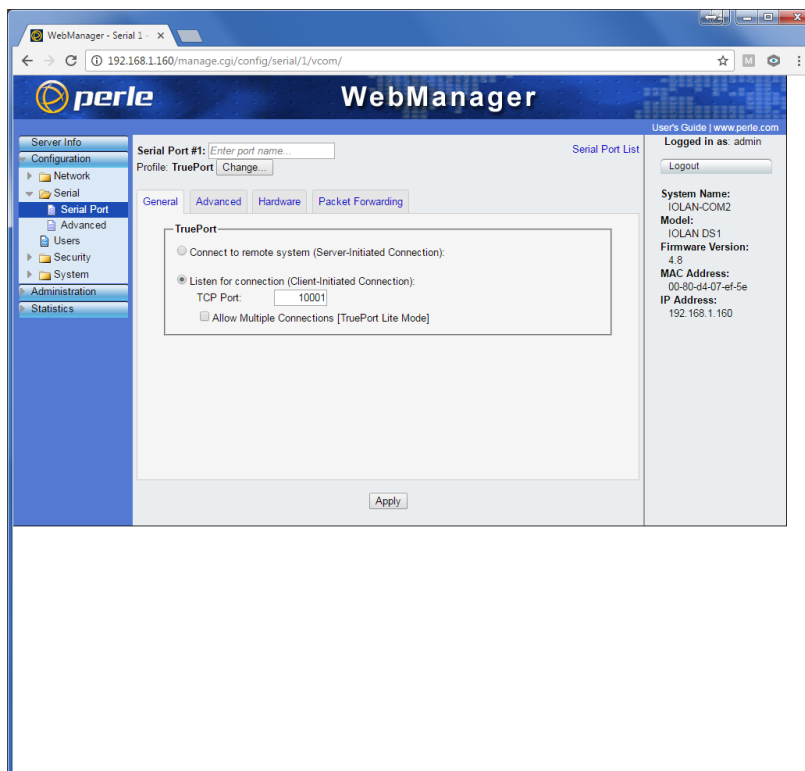 WebManager - Serial 1 -
192.168.1.160/manage.cgi/config/serial/1/vcom/
perle
WebManager
User's Guide | www.perle.com
Server Info
Configuration
Network
Serial
Serial Port
Advanced
Users
Security
System
Administration
Statistics
Serial Port #1: Enter port name...
Serial Port List
Profile: TruePort Change...
General Advanced Hardware Packet Forwarding
TruePort
Connect to remote system (Server-Initiated Connection):
Listen for connection (Client-Initiated Connection):
TCP Port: 10001
Allow Multiple Connections [TruePort Lite Mode]
Apply
Logged in as: admin
Logout
System Name:
IOLAN-COM2
Model:
IOLAN DS1
Firmware Version:
4.8
MAC Address:
00-80-d4-07-ef-5e
IP Address:
192.168.1.160